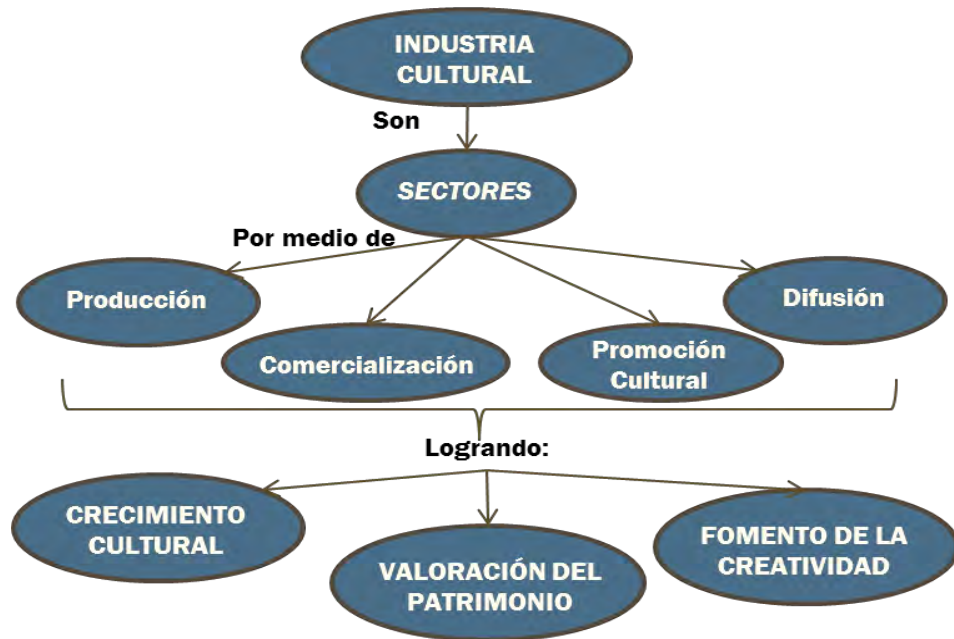 INDUSTRIA
CULTURAL
Son
SECTORES
Por medio de
Producción
Difusión
Comercialización
Promoción
Cultural
Logrando:
CRECIMIENTO
CULTURAL
VALORACIÓN DEL
PATRIMONIO
FOMENTO DE LA
CREATIVIDAD